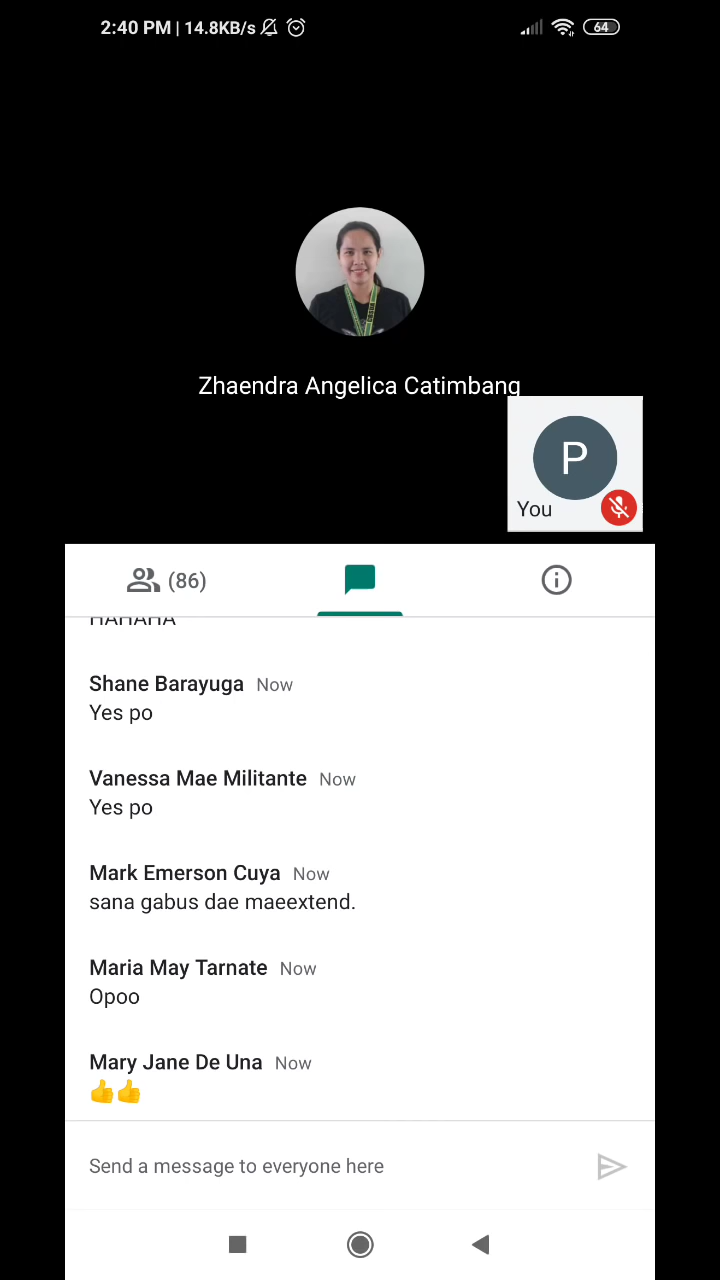 2:40 PM | 14.8KB/s 64
Zhaendra Angelica Catimbang
P
You
(86)
HAHAHA
Shane Barayuga Now
Yes po
Vanessa Mae Militante Now
Yes po
Mark Emerson Cuya Now
sana gabus dae maeextend.
Maria May Tarnate Now
Opoo
Mary Jane De Una Now
👍👍
Send a message to everyone here